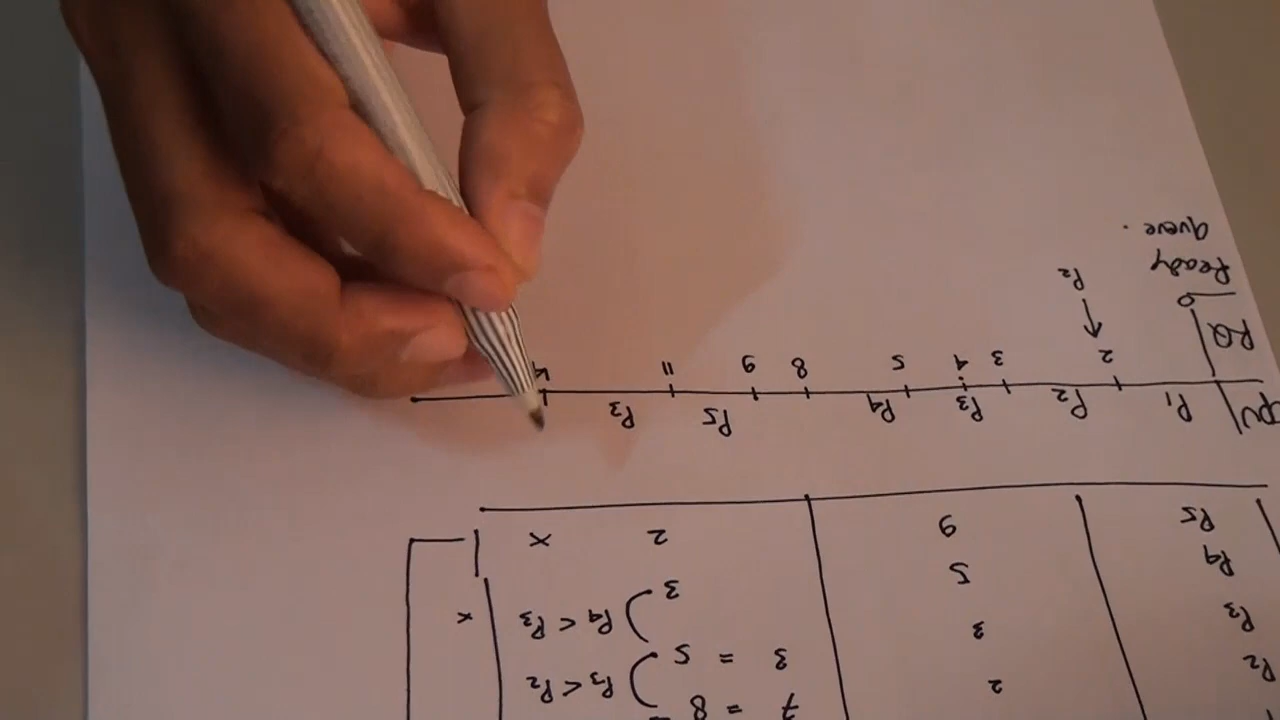 P2 2 7 = 8
P3 < P2
P3 3 3 = 5
P4 < P3 x
P4 5 3
P5 9 2 x
P1 P2 P3 P4 P5 P3
RQ 0 2 3 4 5 8 9 11
Ready P2
queue.